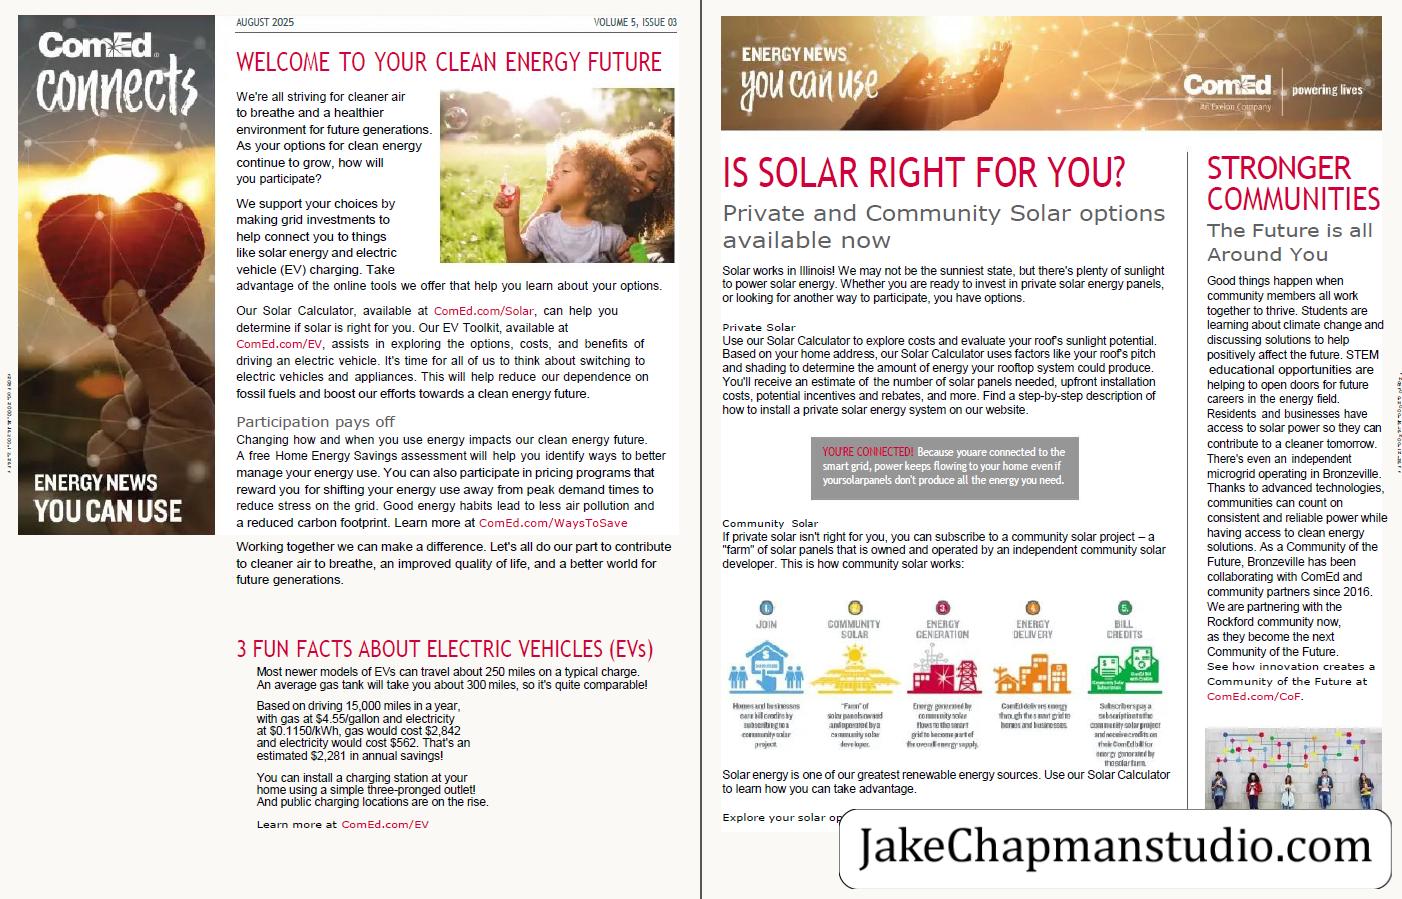 ComEd
connects
ENERGY NEWS
YOU CAN USE
AUGUST 2025
VOLUME 5, ISSUE 03
WELCOME TO YOUR CLEAN ENERGY FUTURE
We're all striving for cleaner air
to breathe and a healthier
environment for future generations.
As your options for clean energy
continue to grow, how will
you participate?
We support your choices by
making grid investments to
help connect you to things
like solar energy and electric
vehicle (EV) charging. Take
advantage of the online tools we offer that help you learn about your options.
Our Solar Calculator, available at ComEd.com/Solar, can help you
determine if solar is right for you. Our EV Toolkit, available at
ComEd.com/EV, assists in exploring the options, costs, and benefits of
driving an electric vehicle. It's time for all of us to think about switching to
electric vehicles and appliances. This will help reduce our dependence on
fossil fuels and boost our efforts towards a clean energy future.
Participation pays off
Changing how and when you use energy impacts our clean energy future.
A free Home Energy Savings assessment will help you identify ways to better
manage your energy use. You can also participate in pricing programs that
reward you for shifting your energy use away from peak demand times to
reduce stress on the grid. Good energy habits lead to less air pollution and
a reduced carbon footprint. Learn more at ComEd.com/WaysToSave
Working together we can make a difference. Let's all do our part to contribute
to cleaner air to breathe, an improved quality of life, and a better world for
future generations.
3 FUN FACTS ABOUT ELECTRIC VEHICLES (EVs)
Most newer models of EVs can travel about 250 miles on a typical charge.
An average gas tank will take you about 300 miles, so it's quite comparable!
Based on driving 15,000 miles in a year,
with gas at $4.55/gallon and electricity
at $0.1150/kWh, gas would cost $2,842
and electricity would cost $562. That's an
estimated $2,281 in annual savings!
You can install a charging station at your
home using a simple three-pronged outlet!
And public charging locations are on the rise.
Learn more at ComEd.com/EV
ENERGY NEWS
you can use
ComEd
An Exelon Company
powering lives
IS SOLAR RIGHT FOR YOU?
Private and Community Solar options
available now
Solar works in Illinois! We may not be the sunniest state, but there's plenty of sunlight
to power solar energy. Whether you are ready to invest in private solar energy panels,
or looking for another way to participate, you have options.
Private Solar
Use our Solar Calculator to explore costs and evaluate your roof's sunlight potential.
Based on your home address, our Solar Calculator uses factors like your roof's pitch
and shading to determine the amount of energy your rooftop system could produce.
You'll receive an estimate of the number of solar panels needed, upfront installation
costs, potential incentives and rebates, and more. Find a step-by-step description of
how to install a private solar energy system on our website.
YOU'RE CONNECTED! Because youare connected to the
smart grid, power keeps flowing to your home even if
yoursolarpanels don't produce all the energy you need.
Community Solar
If private solar isn't right for you, you can subscribe to a community solar project – a
"farm" of solar panels that is owned and operated by an independent community solar
developer. This is how community solar works:
1.
JOIN
Homes and businesses
earn bill credits by
subscribing to a
community solar
project.
2.
COMMUNITY
SOLAR
"Farm" of
solar panels owned
and operated by a
community solar
developer.
3.
ENERGY
GENERATION
Energy generated by
community solar
flows to the smart
grid to become part of
the overall energy supply.
4.
ENERGY
DELIVERY
ComEd delivers energy
through the smart grid to
homes and businesses.
5.
BILL
CREDITS
Subscribers pay a
subscription to the
community solar project
and receive credits on
their ComEd bill for
energy generated by
the solar farm.
Solar energy is one of our greatest renewable energy sources. Use our Solar Calculator
to learn how you can take advantage.
Explore your solar op
STRONGER
COMMUNITIES
The Future is all
Around You
Good things happen when
community members all work
together to thrive. Students are
learning about climate change and
discussing solutions to help
positively affect the future. STEM
educational opportunities are
helping to open doors for future
careers in the energy field.
Residents and businesses have
access to solar power so they can
contribute to a cleaner tomorrow.
There's even an independent
microgrid operating in Bronzeville.
Thanks to advanced technologies,
communities can count on
consistent and reliable power while
having access to clean energy
solutions. As a Community of the
Future, Bronzeville has been
collaborating with ComEd and
community partners since 2016.
We are partnering with the
Rockford community now,
as they become the next
Community of the Future.
See how innovation creates a
Community of the Future at
ComEd.com/CoF.
JakeChapmanstudio.com